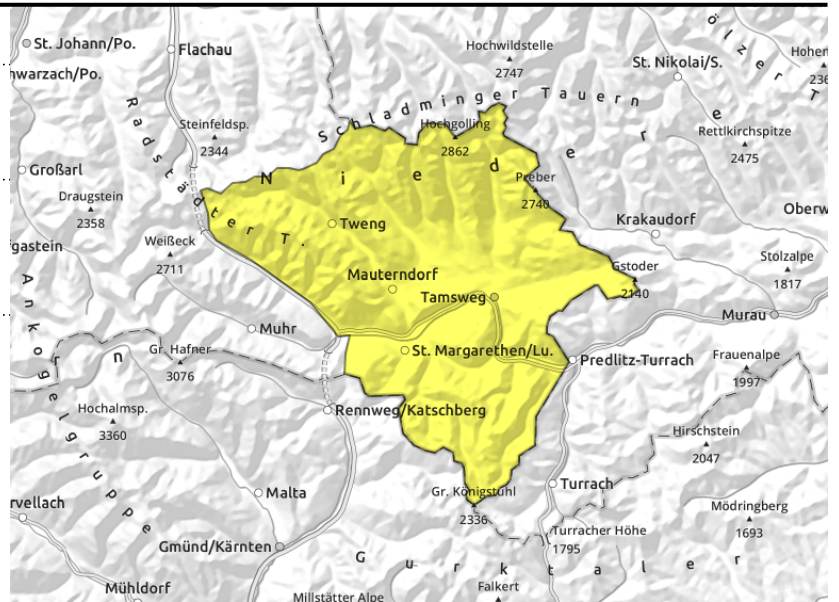 St. Johann/Po.
Flachau
Hochwildstelle
2747
St. Nikolai/S.
ölzer T
Hohen
236
hwarzach/Po.
Radstädter T.
Steinfeldsp.
2344
Schladminger Tauern
Hochgolling
2862
Rettlkirchspitze
2475
Großarl
Niedere
Draugstein
2358
Preber
2740
Tweng
Krakaudorf
Oberw
fgastein
Weißeck
2711
Mauterndorf
Tamsweg
Gstoder
2140
Stolzalpe
1817
Ankogelgruppe
Muhr
Murau
n
Gr. Hafner
3076
St. Margarethen/Lu.
Predlitz-Turrach
Frauenalpe
1997
Hochalmsp.
3360
Rennweg/Katschberg
Hirschstein
2047
Malta
Gr. Königstuhl
2336
Turrach
Mödringberg
1693
rvellach
Turracher Höhe
1795
Gmünd/Kärnten
Gurktaler
Mühldorf
Millstätter Alpe
Falkert